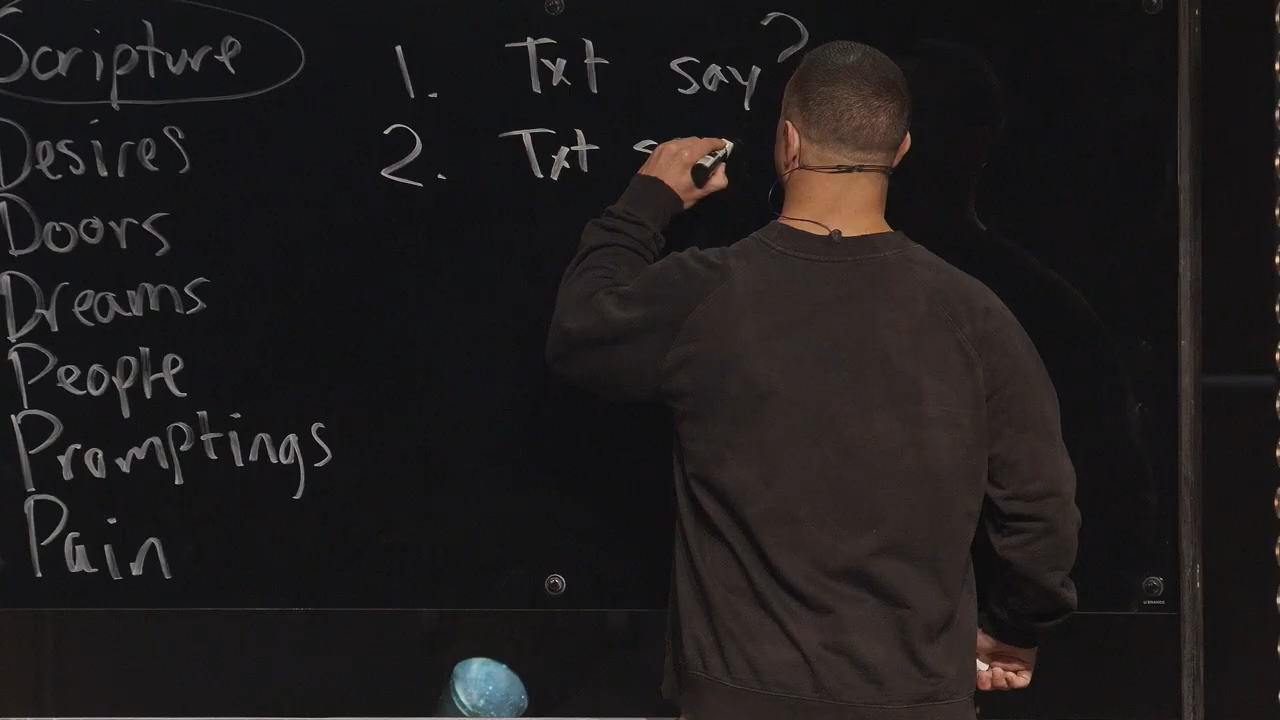 Scripture
Desires
Doors
Dreams
People
Promptings
Pain
1. Txt say?
2. Txt s